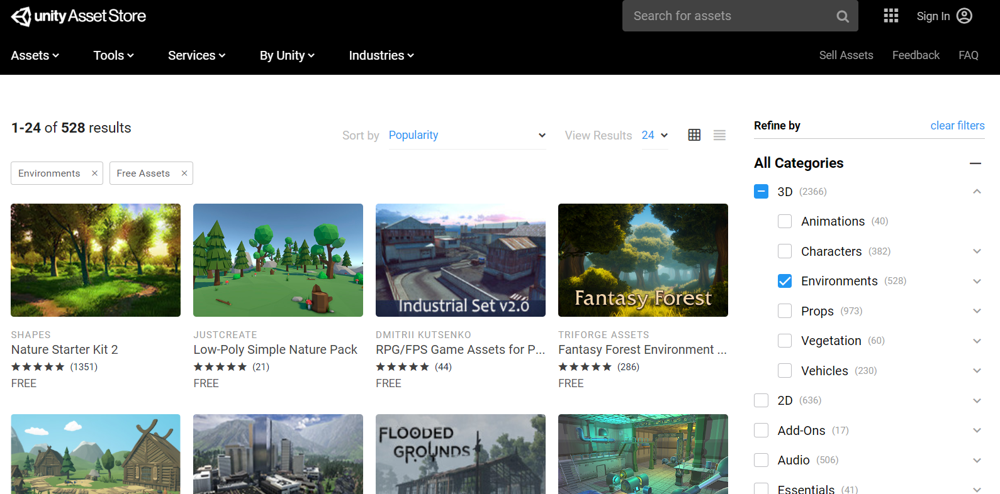 unity Asset Store
Search for assets
Sign In
Assets
Tools
Services
By Unity
Industries
Sell Assets
Feedback
FAQ
1-24 of 528 results
Sort by Popularity
View Results 24
Environments ×
Free Assets ×
Industrial Set v2.0
Fantasy Forest
SHAPES
Nature Starter Kit 2
(1351)
FREE
JUSTCREATE
Low-Poly Simple Nature Pack
(21)
FREE
DMITRII KUTSENKO
RPG/FPS Game Assets for P...
(44)
FREE
TRIFORGE ASSETS
Fantasy Forest Environment ...
(286)
FREE
FLOODED
GROUNDS
Refine by
clear filters
All Categories
3D (2366)
Animations (40)
Characters (382)
Environments (528)
Props (973)
Vegetation (60)
Vehicles (230)
2D (636)
Add-Ons (17)
Audio (506)
Essentials (41)